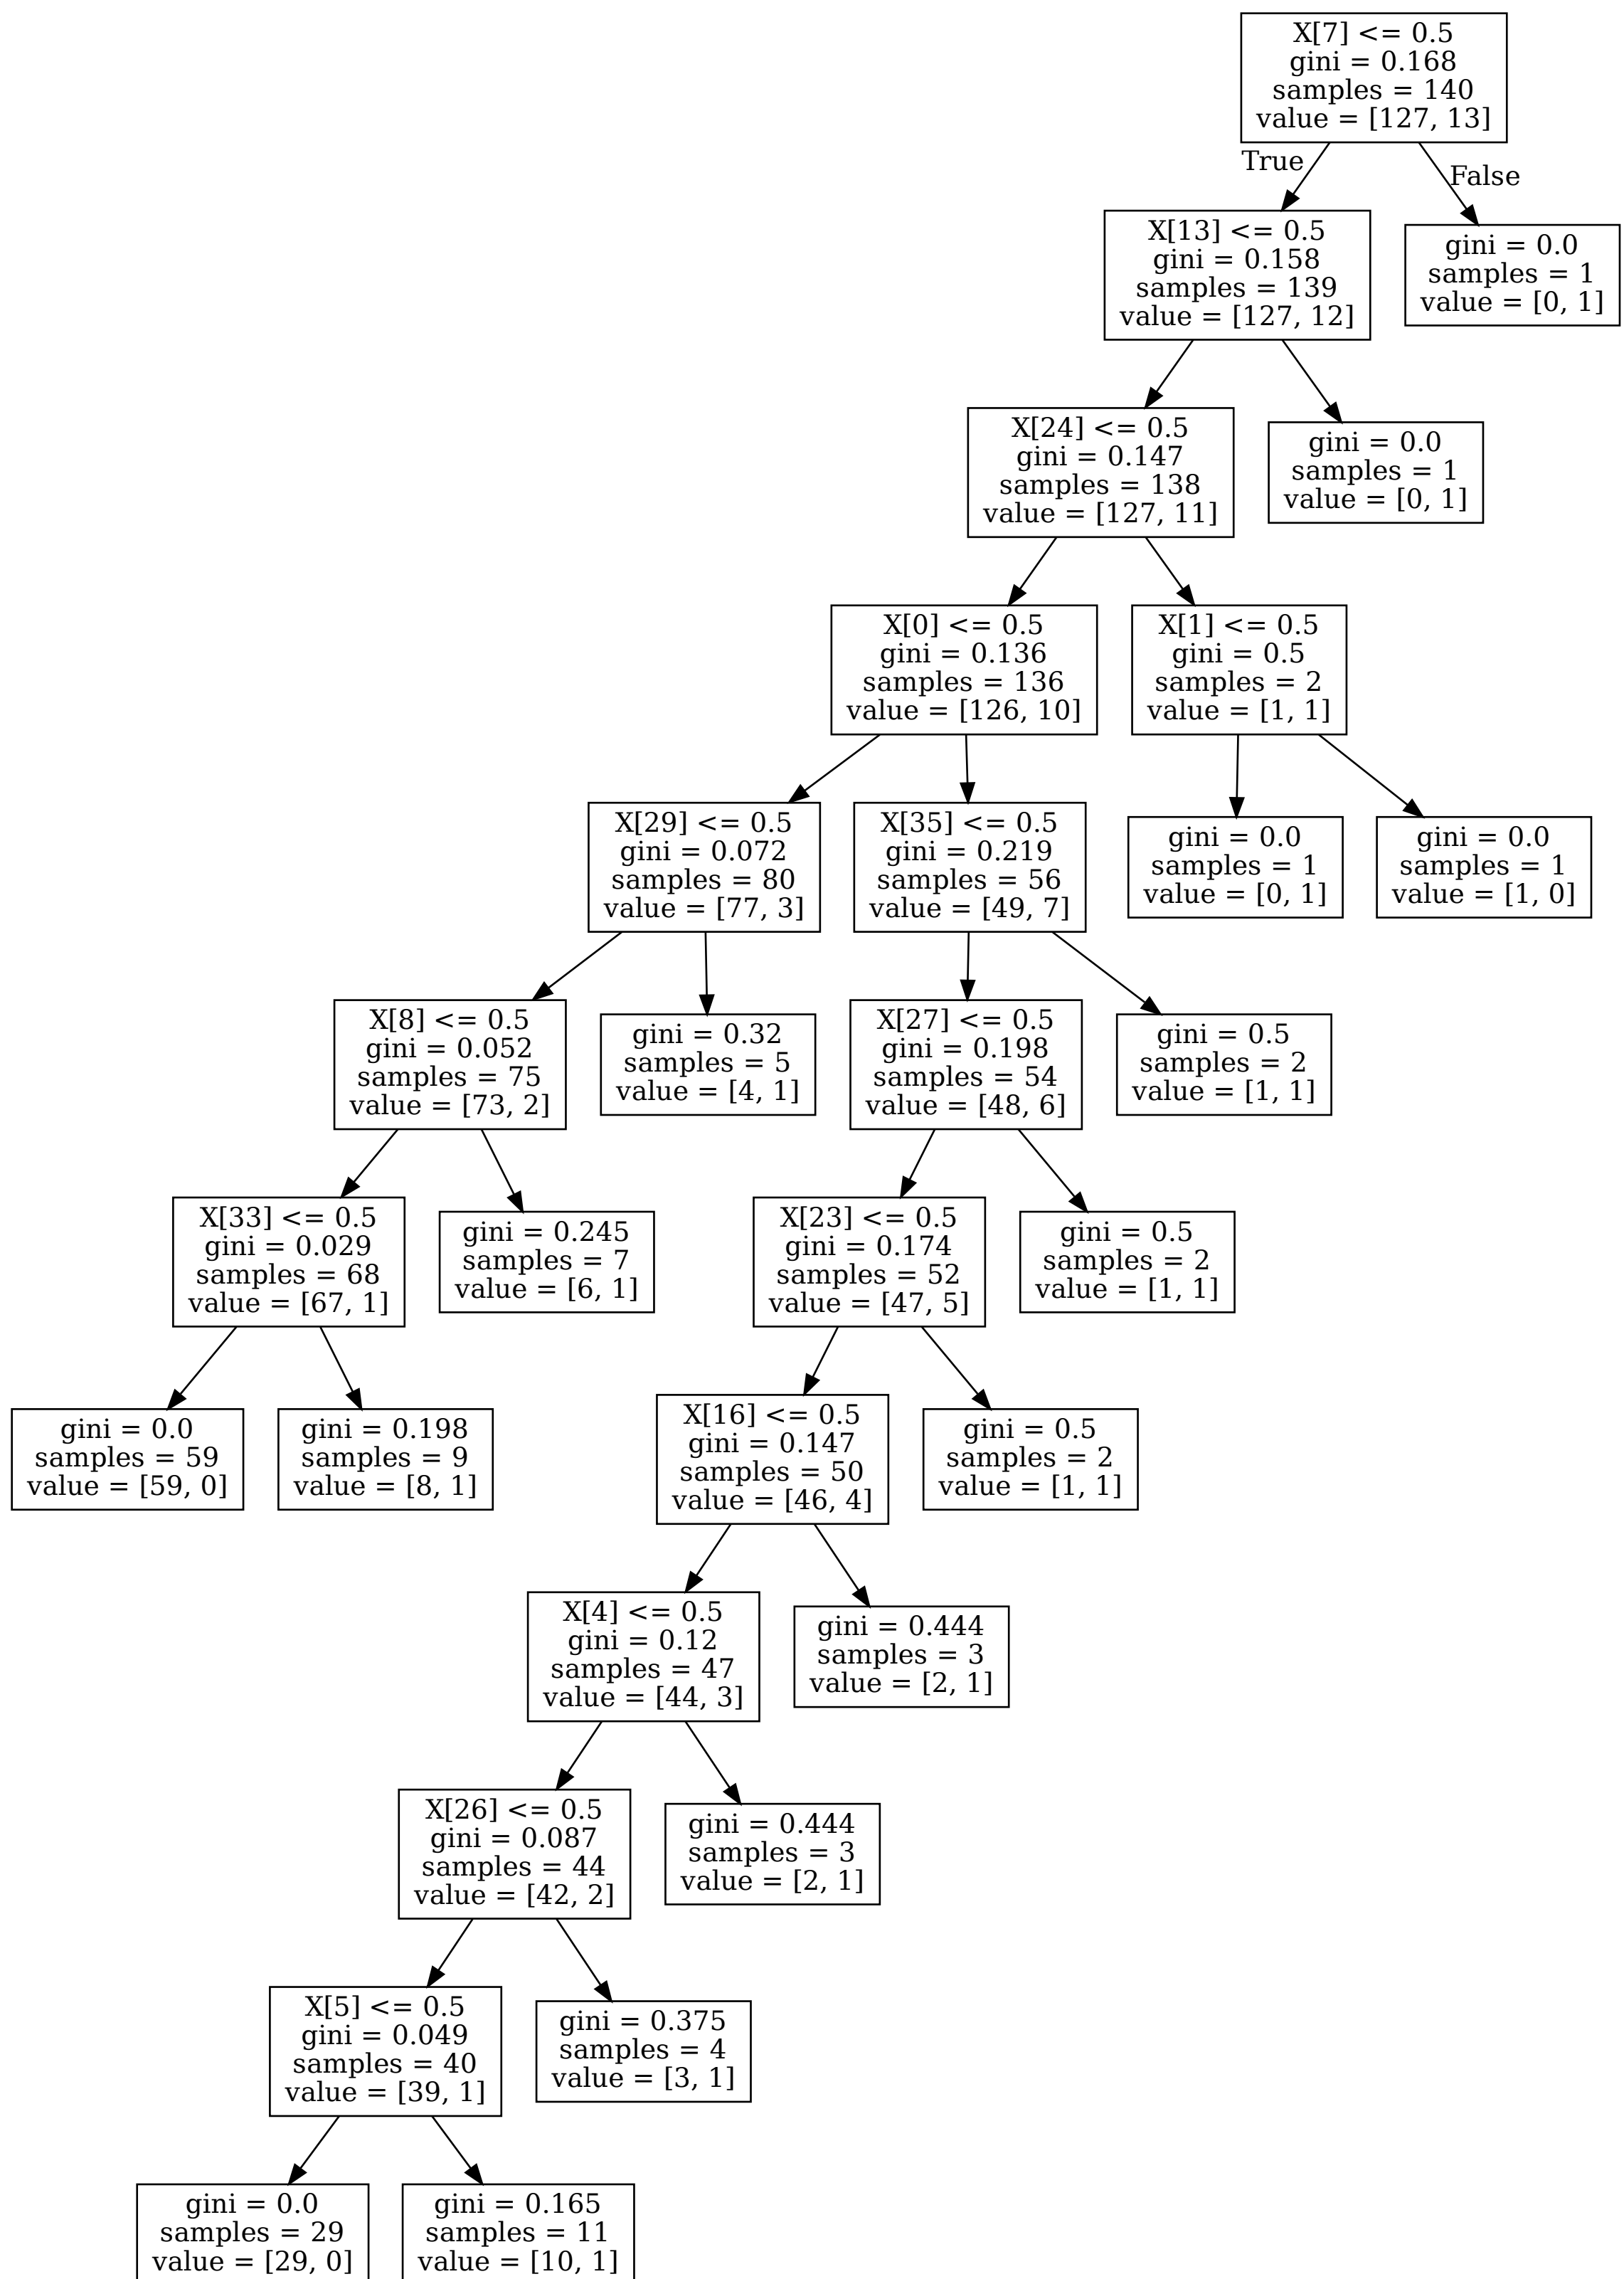 X[7] <= 0.5
gini = 0.168
samples = 140
value = [127, 13]
True
False
X[13] <= 0.5
gini = 0.158
samples = 139
value = [127, 12]
gini = 0.0
samples = 1
value = [0, 1]
X[24] <= 0.5
gini = 0.147
samples = 138
value = [127, 11]
gini = 0.0
samples = 1
value = [0, 1]
X[0] <= 0.5
gini = 0.136
samples = 136
value = [126, 10]
X[1] <= 0.5
gini = 0.5
samples = 2
value = [1, 1]
X[29] <= 0.5
gini = 0.072
samples = 80
value = [77, 3]
X[35] <= 0.5
gini = 0.219
samples = 56
value = [49, 7]
gini = 0.0
samples = 1
value = [0, 1]
gini = 0.0
samples = 1
value = [1, 0]
X[8] <= 0.5
gini = 0.052
samples = 75
value = [73, 2]
gini = 0.32
samples = 5
value = [4, 1]
X[27] <= 0.5
gini = 0.198
samples = 54
value = [48, 6]
gini = 0.5
samples = 2
value = [1, 1]
X[33] <= 0.5
gini = 0.029
samples = 68
value = [67, 1]
gini = 0.245
samples = 7
value = [6, 1]
X[23] <= 0.5
gini = 0.174
samples = 52
value = [47, 5]
gini = 0.5
samples = 2
value = [1, 1]
gini = 0.0
samples = 59
value = [59, 0]
gini = 0.198
samples = 9
value = [8, 1]
X[16] <= 0.5
gini = 0.147
samples = 50
value = [46, 4]
gini = 0.5
samples = 2
value = [1, 1]
X[4] <= 0.5
gini = 0.12
samples = 47
value = [44, 3]
gini = 0.444
samples = 3
value = [2, 1]
X[26] <= 0.5
gini = 0.087
samples = 44
value = [42, 2]
gini = 0.444
samples = 3
value = [2, 1]
X[5] <= 0.5
gini = 0.049
samples = 40
value = [39, 1]
gini = 0.375
samples = 4
value = [3, 1]
gini = 0.0
samples = 29
value = [29, 0]
gini = 0.165
samples = 11
value = [10, 1]